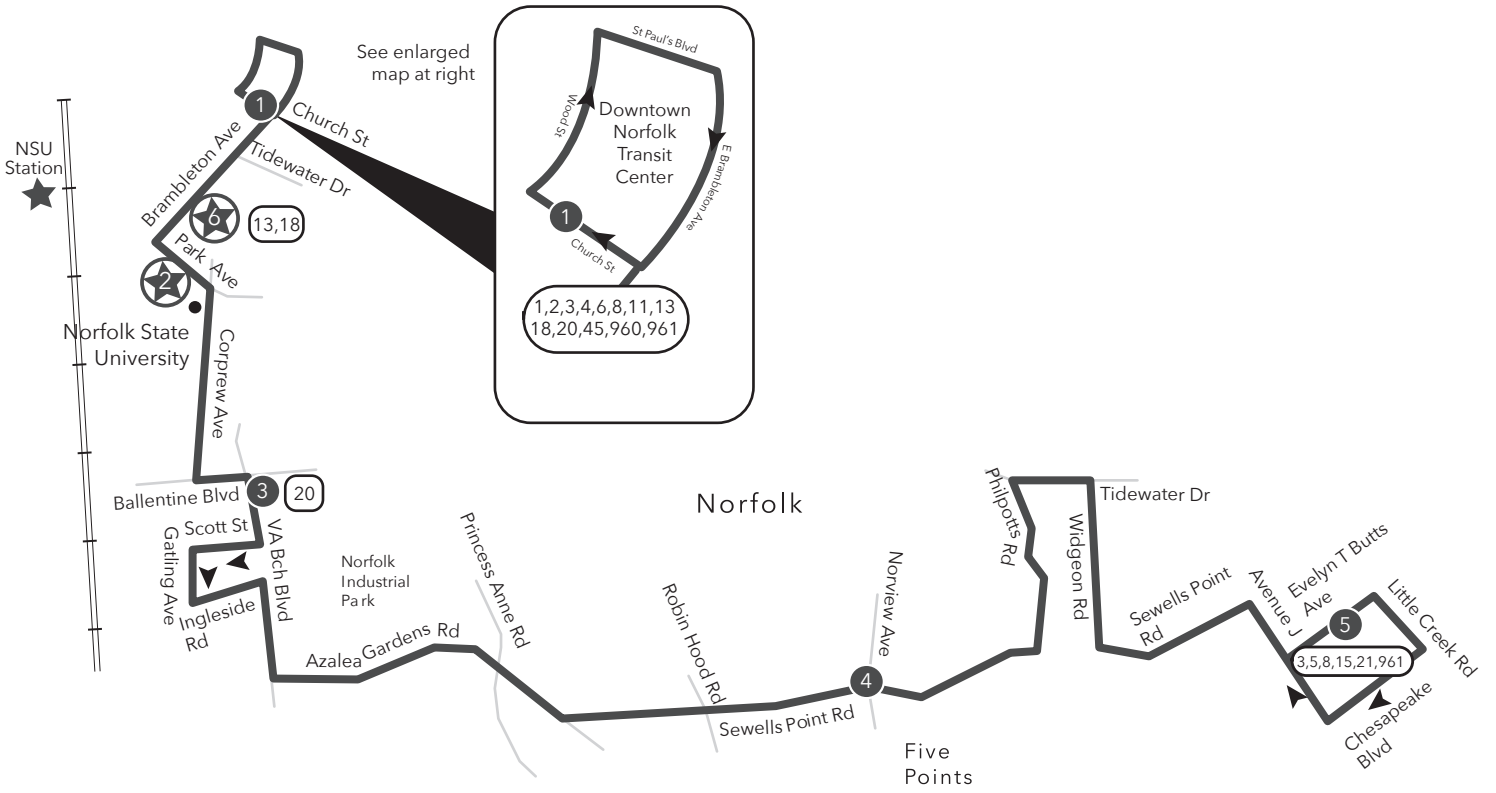 See enlarged
map at right
St Paul's Blvd
Wood St
Downtown
Norfolk
Transit
Center
E Brambleton Ave
1
Church St
1,2,3,4,6,8,11,13
18,20,45,960,961
NSU
Station
1
Church St
Brambleton Ave
Tidewater Dr
6
13,18
Park Ave
2
Norfolk State
University
Corprew Ave
Ballentine Blvd
3
20
Scott St
Gatling Ave
VA Bch Blvd
Ingleside
Rd
Norfolk
Industrial
Park
Azalea Gardens Rd
Princess Anne Rd
Norfolk
Robin Hood Rd
Sewells Point Rd
Norview Ave
4
Five
Points
Philpotts Rd
Tidewater Dr
Widgeon Rd
Sewells Point
Rd
Avenue J
Evelyn T Butts
Ave
5
Little Creek Rd
3,5,8,15,21,961
Chesapeake
Blvd